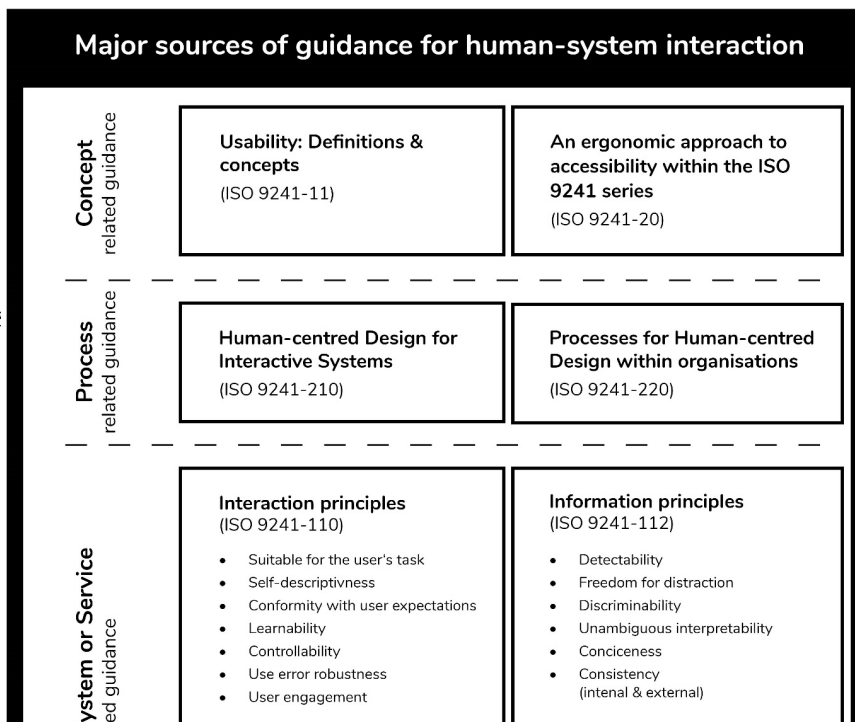 Major sources of guidance for human-system interaction
Concept
related guidance
Usability: Definitions &
concepts
(ISO 9241-11)
An ergonomic approach to
accessibility within the ISO
9241 series
(ISO 9241-20)
Process
related guidance
Human-centred Design for
Interactive Systems
(ISO 9241-210)
Processes for Human-centred
Design within organisations
(ISO 9241-220)
ystem or Service
ed guidance
Interaction principles
(ISO 9241-110)
• Suitable for the user's task
• Self-descriptivness
• Conformity with user expectations
• Learnability
• Controllability
• Use error robustness
• User engagement
Information principles
(ISO 9241-112)
• Detectability
• Freedom for distraction
• Discriminability
• Unambiguous interpretability
• Conciceness
• Consistency
(intenal & external)